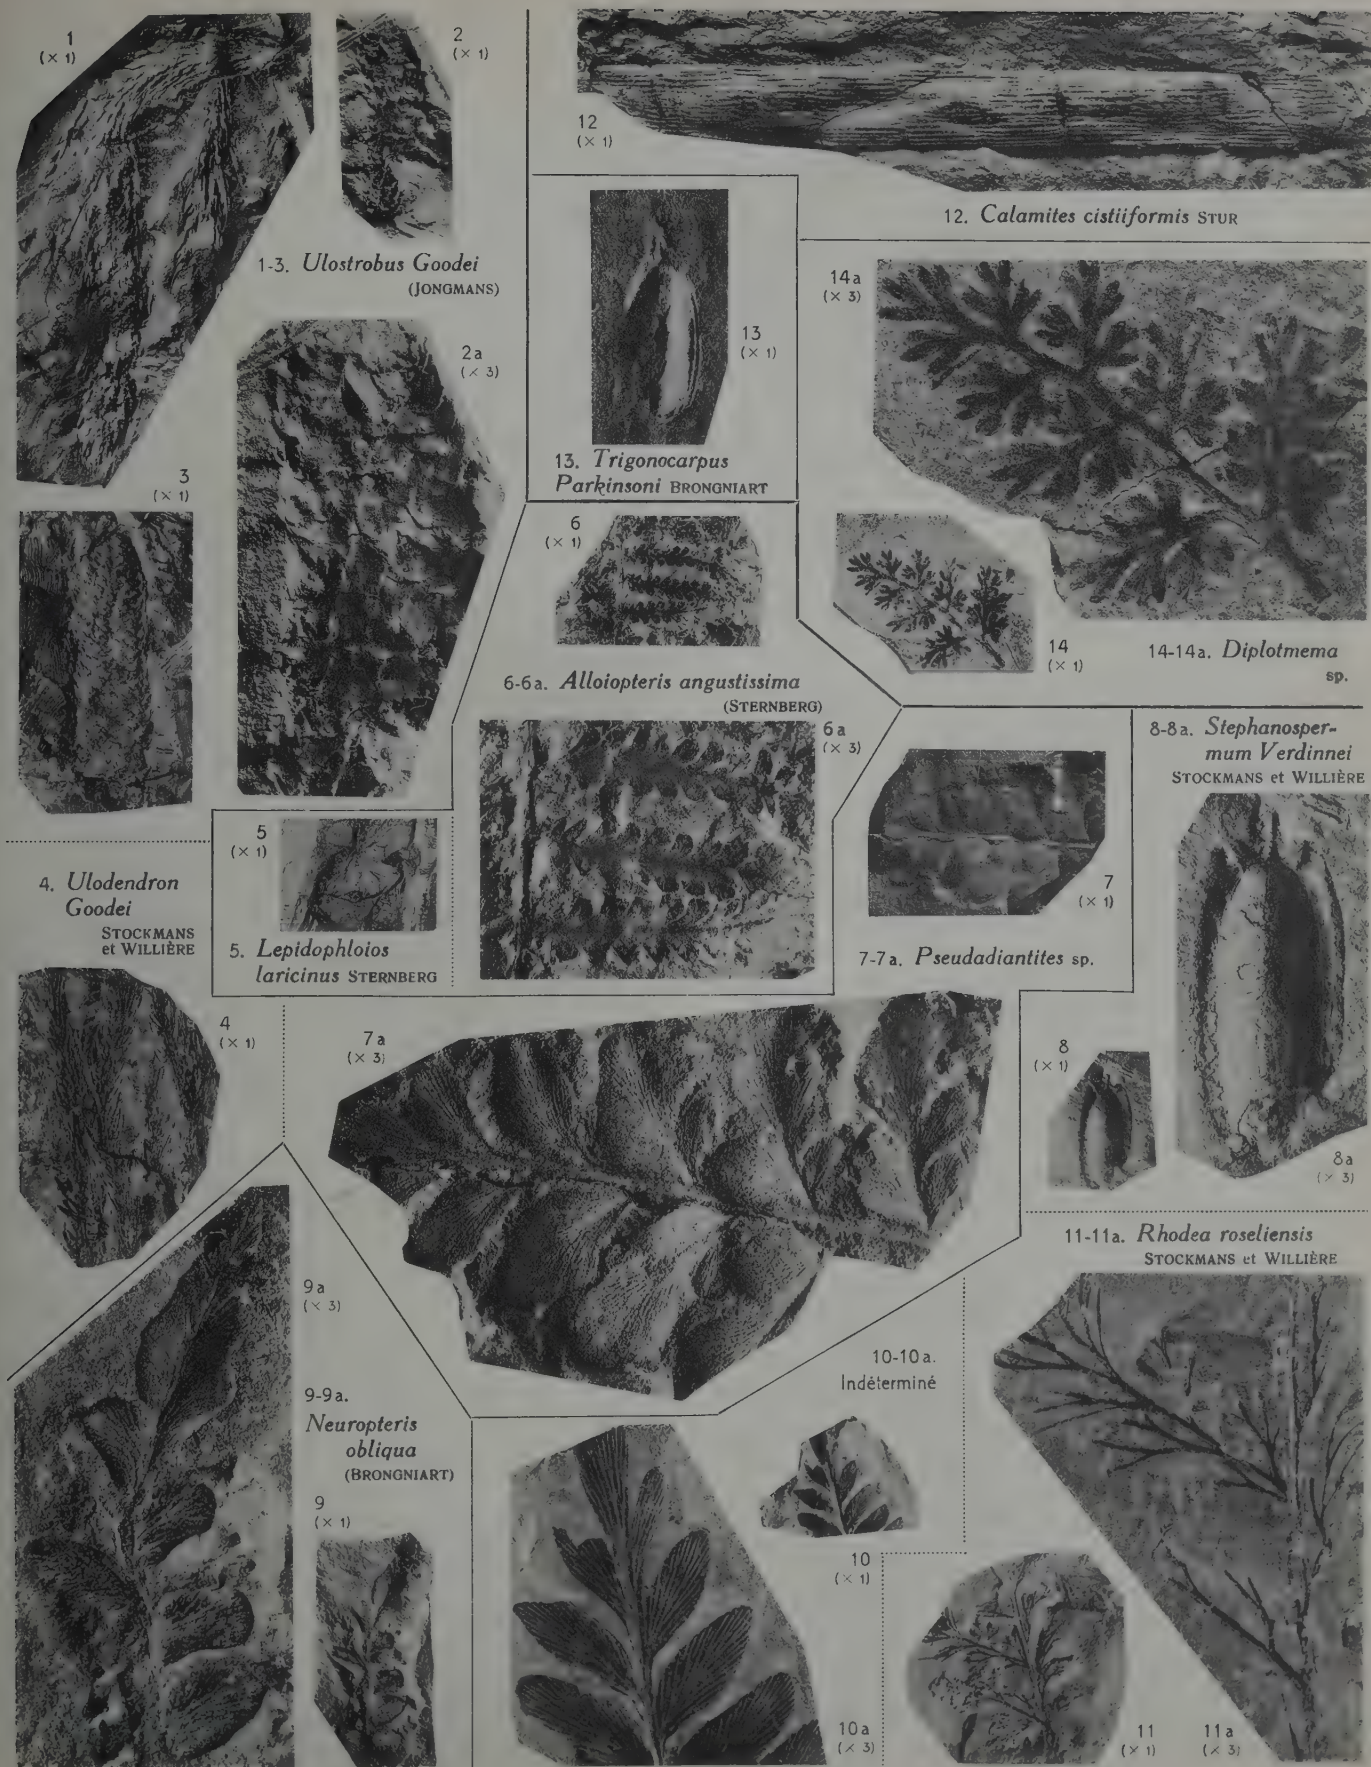 1
(× 1)
2
(× 1)
1-3. Ulostrobus Goodei
(JONGMANS)
2a
(× 3)
3
(× 1)
12
(× 1)
12. Calamites cistiiformis STUR
13
(× 1)
13. Trigonocarpus
Parkinsoni BRONGNIART
14a
(× 3)
14
(× 1)
14-14a. Diplotmema
sp.
6
(× 1)
6-6a. Alloiopteris angustissima
(STERNBERG)
6a
(× 3)
4. Ulodendron
Goodei
STOCKMANS
et WILLIÈRE
4
(× 1)
5
(× 1)
5. Lepidophloios
laricinus STERNBERG
7
(× 1)
7-7a. Pseudadiantites sp.
7a
(× 3)
8-8a. Stephanosper-
mum Verdinnei
STOCKMANS et WILLIÈRE
8
(× 1)
8a
(× 3)
9a
(× 3)
9-9a.
Neuropteris
obliqua
(BRONGNIART)
9
(× 1)
10-10a.
Indéterminé
10
(× 1)
10a
(× 3)
11-11a. Rhodea roseliensis
STOCKMANS et WILLIÈRE
11
(× 1)
11a
(× 3)